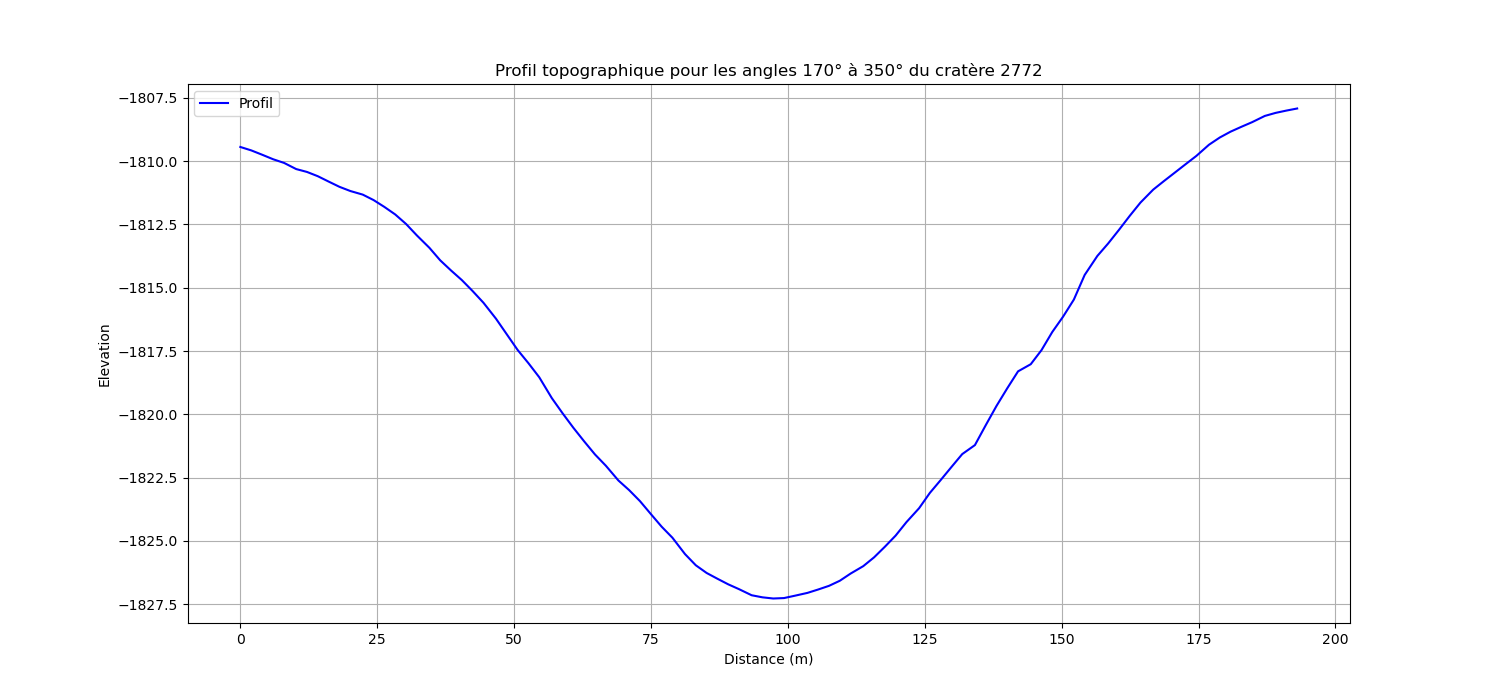 Profil topographique pour les angles 170° à 350° du cratère 2772
Profil
−1807.5
−1810.0
−1812.5
−1815.0
−1817.5
−1820.0
−1822.5
−1825.0
−1827.5
Elevation
0 25 50 75 100 125 150 175 200
Distance (m)